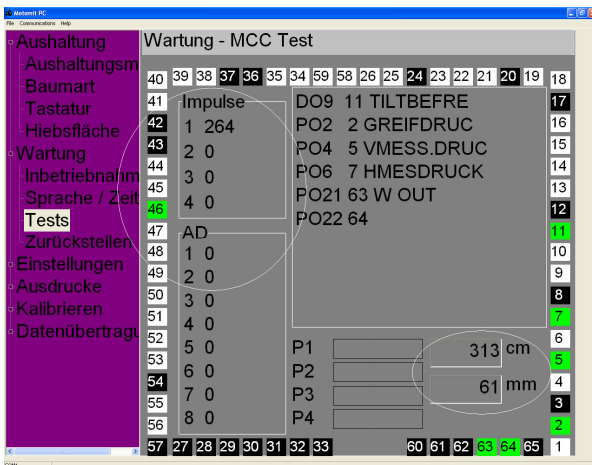 Motomit PC
File Communications Help
Aushaltung
Aushaltungsm
Baumart
Tastatur
Hiebsfläche
Wartung
Inbetriebnahm
Sprache / Zeit
Tests
Zurückstellen
Einstellungen
Ausdrucke
Kalibrieren
Datenübertragu
Wartung - MCC Test
40 39 38 37 36 35 34 59 58 26 25 24 23 22 21 20 19 18
41
42
43
44
45
46
47
48
49
50
51
52
53
54
55
56
Impulse
1 264
2 0
3 0
4 0
AD
1 0
2 0
3 0
4 0
5 0
6 0
7 0
8 0
DO9 11 TILTBEFRE
PO2 2 GREIFDRUC
PO4 5 VMESS.DRUC
PO6 7 HMESDRUCK
PO21 63 W OUT
PO22 64
P1
P2
P3
P4
313 cm
61 mm
17
16
15
14
13
12
11
10
9
8
7
6
5
4
3
2
57 27 28 29 30 31 32 33 60 61 62 63 64 65 1